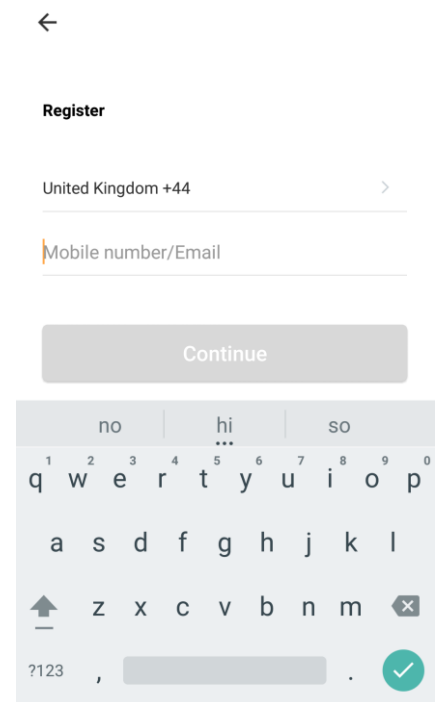 Register
United Kingdom +44
Mobile number/Email
Continue
no hi so
1 2 3 4 5 6 7 8 9 0
q w e r t y u i o p
a s d f g h j k l
z x c v b n m
?123 , .